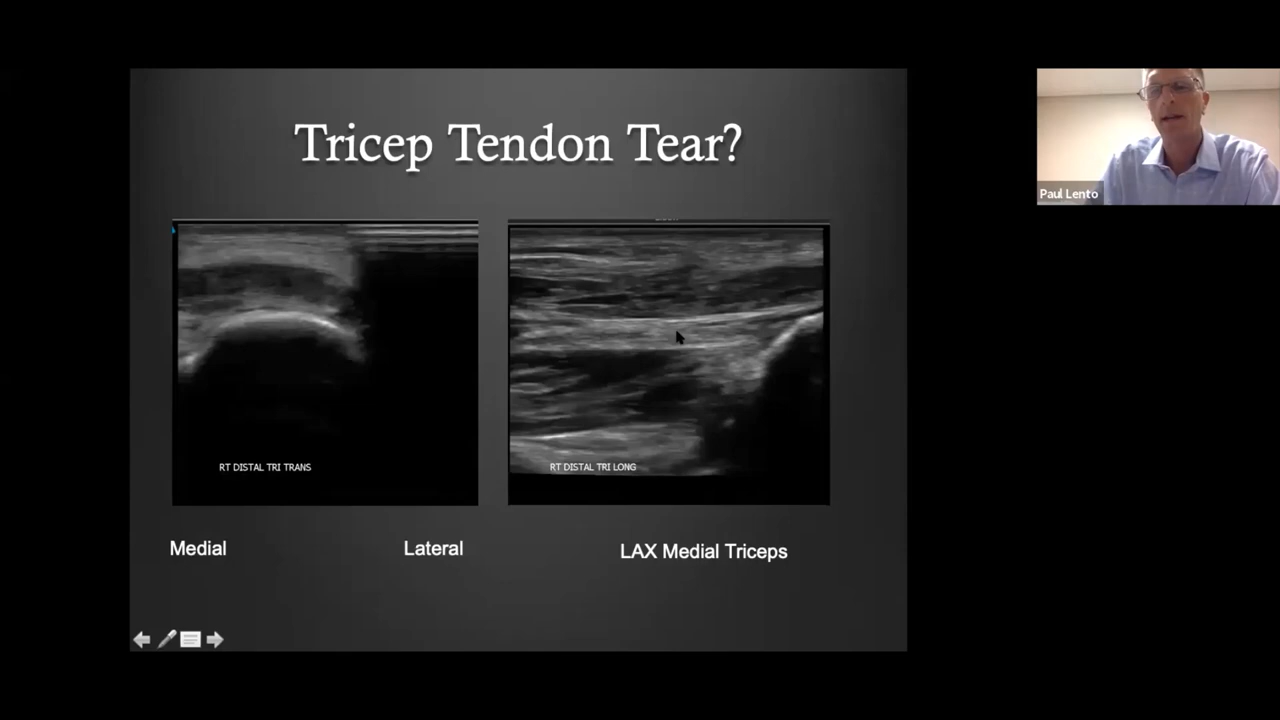 Tricep Tendon Tear?
Paul Lento
RT DISTAL TRI TRANS
RT DISTAL TRI LONG
Medial
Lateral
LAX Medial Triceps